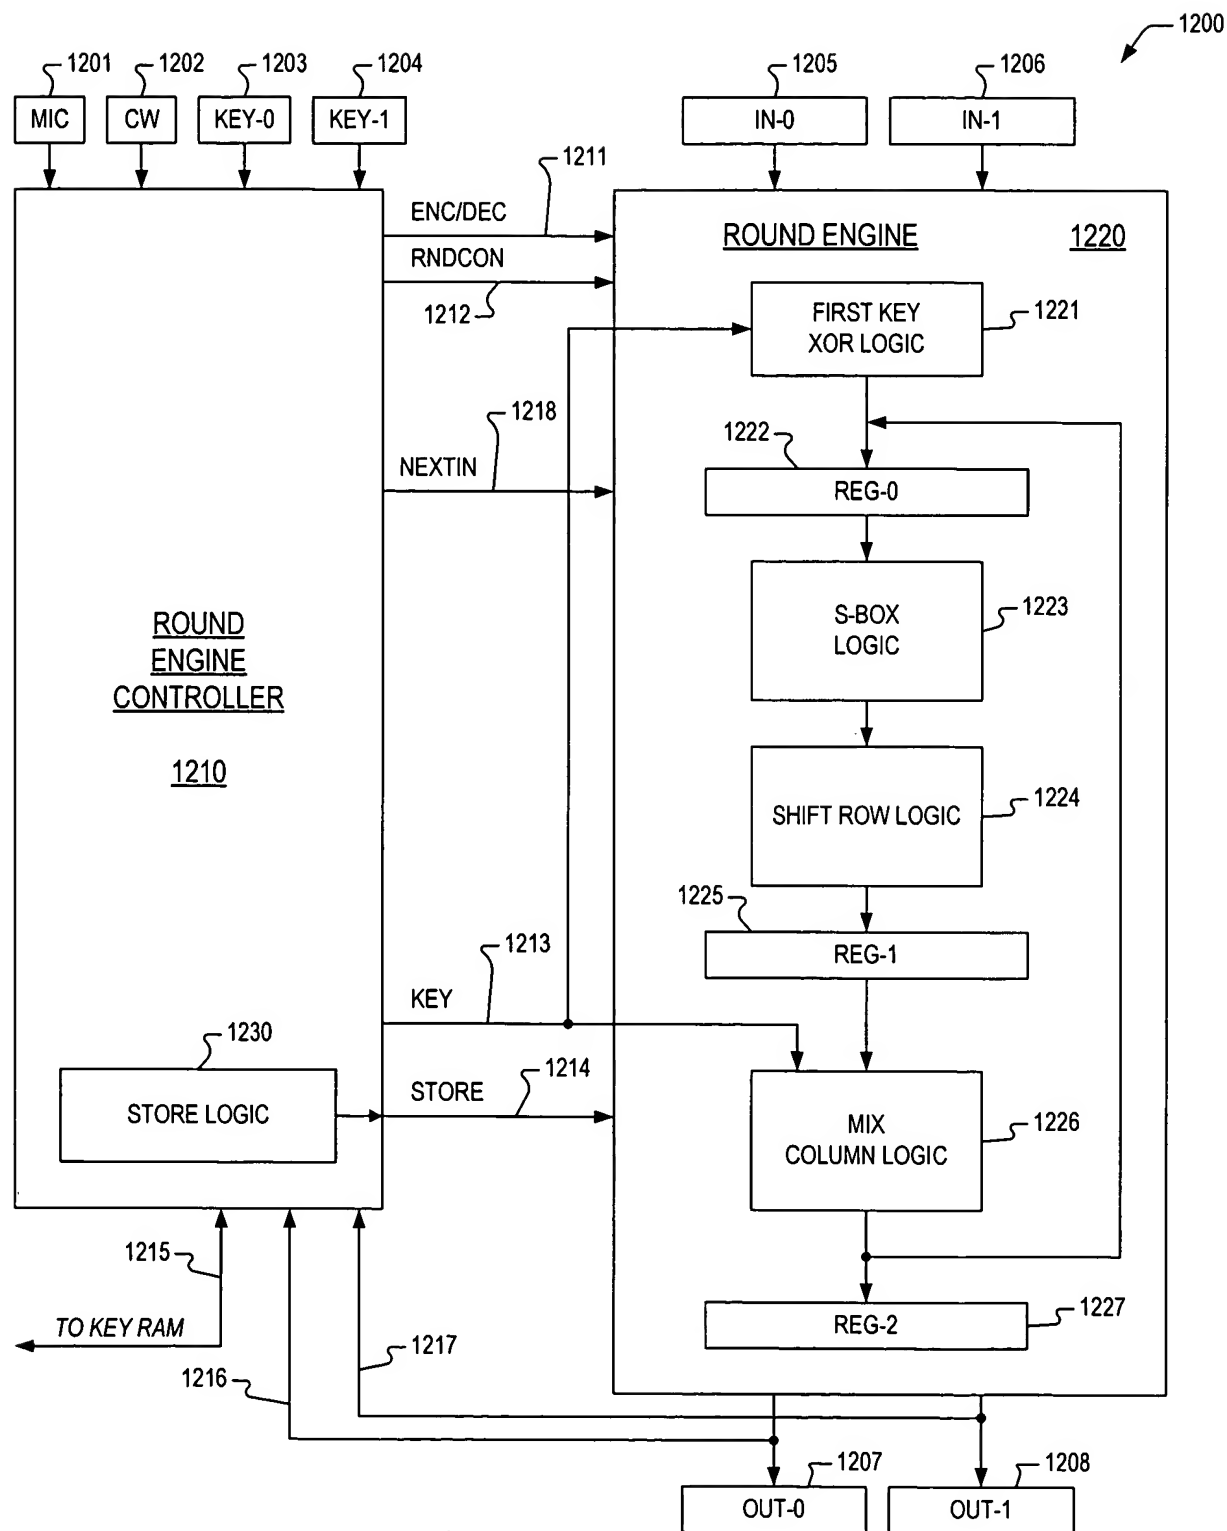 1200
1201
1202
1203
1204
1205
1206
MIC
CW
KEY-0
KEY-1
IN-0
IN-1
1211
ENC/DEC
RNDCON
1212
ROUND ENGINE
1220
FIRST KEY
XOR LOGIC
1221
1218
NEXTIN
1222
REG-0
S-BOX
LOGIC
1223
ROUND
ENGINE
CONTROLLER
1210
SHIFT ROW LOGIC
1224
1225
REG-1
1213
KEY
1230
STORE LOGIC
1214
STORE
MIX
COLUMN LOGIC
1226
1215
TO KEY RAM
1217
1216
REG-2
1227
1207
1208
OUT-0
OUT-1